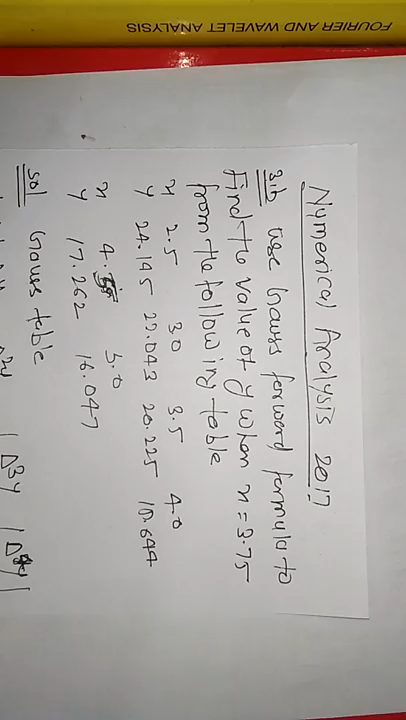 FOURIER AND WAVELET ANALYSIS
Numerical Analysis 2017
3.b use Gauss forward formula to
Find the value of y when x = 3.75
from the following table
x 2.5 3.0 3.5 4.0
y 24.145 22.043 20.225 18.644
x 4.5 5.0
y 17.262 16.047
Sol Gauss table
Δ³y | Δ⁴y |